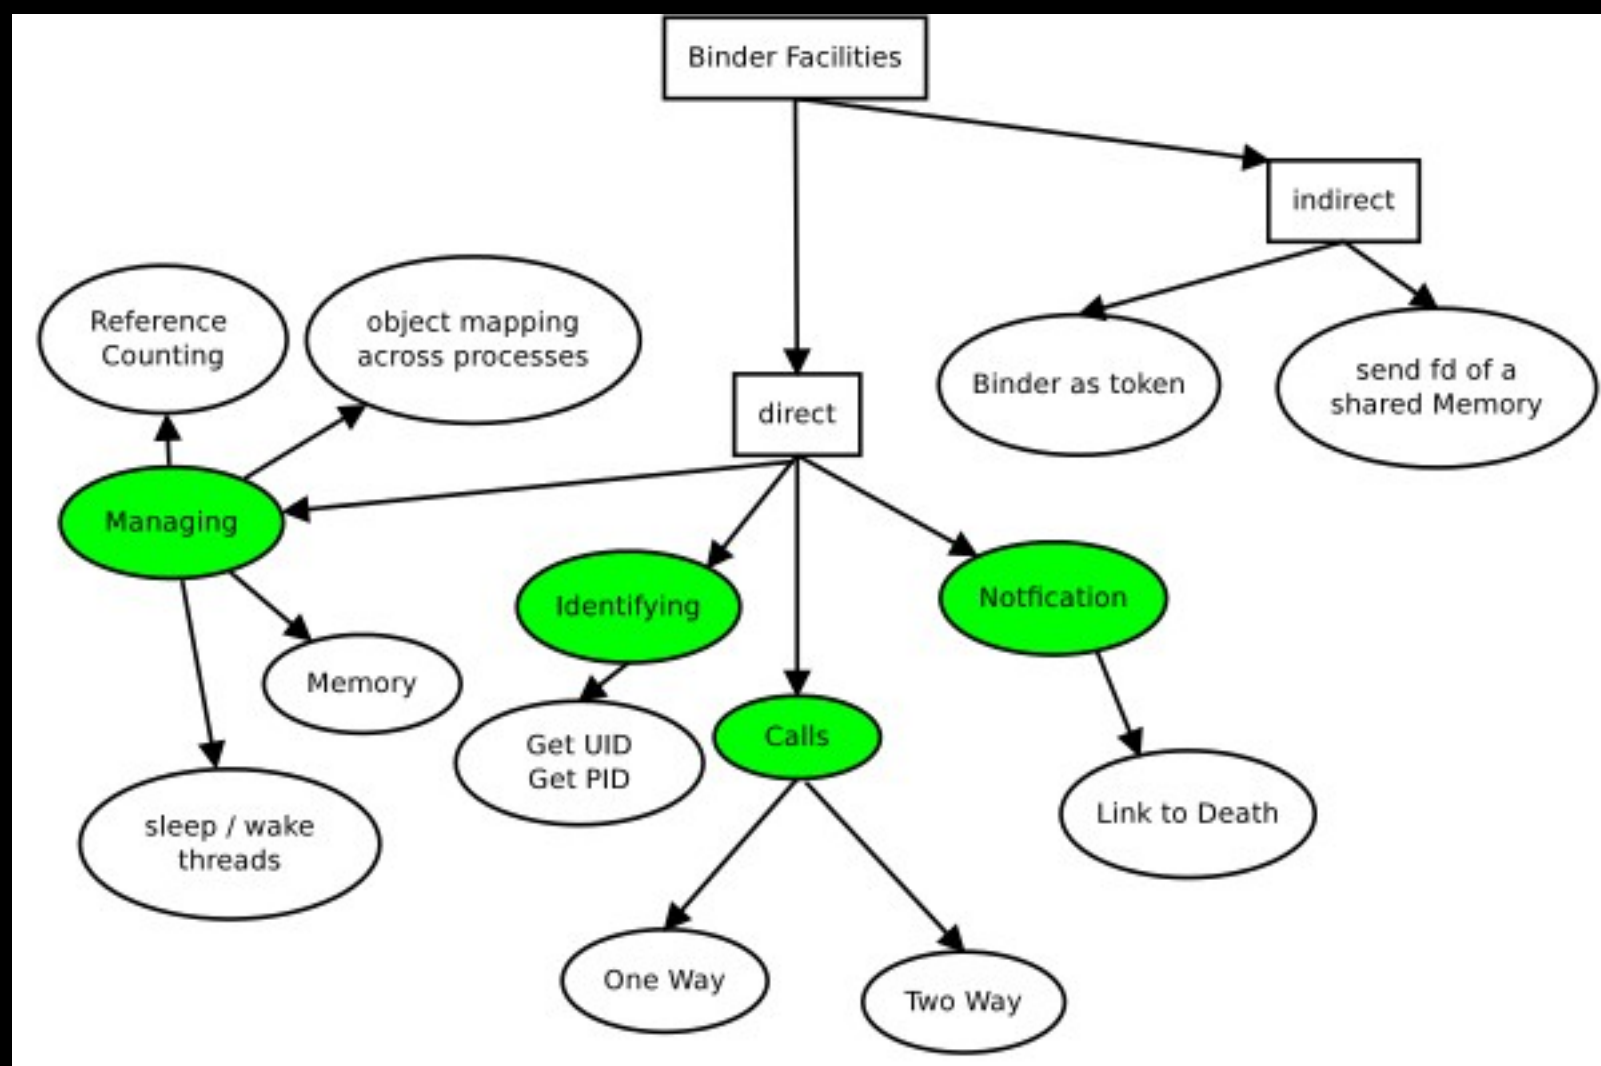 Binder Facilities
indirect
Reference
Counting
object mapping
across processes
Binder as token
send fd of a
shared Memory
direct
Managing
Identifying
Notfication
Memory
Get UID
Get PID
Calls
Link to Death
sleep / wake
threads
One Way
Two Way